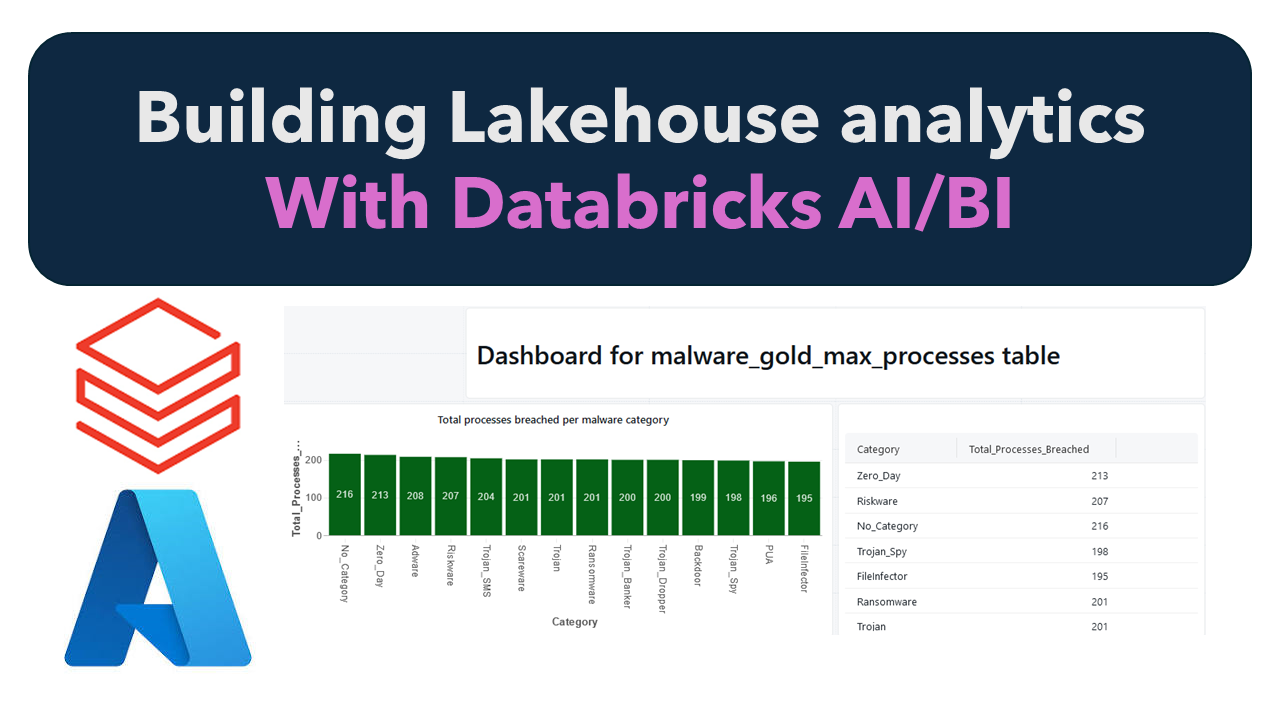 Building Lakehouse analytics
With Databricks AI/BI
Dashboard for malware_gold_max_processes table
Total processes breached per malware category
Total_Processes_...
200
100
0
216 213 208 207 204 201 201 201 200 200 199 198 196 195
No_Category
Zero_Day
Adware
Riskware
Trojan_SMS
Scareware
Trojan
Ransomware
Trojan_Banker
Trojan_Dropper
Backdoor
Trojan_Spy
PUA
FileInfector
Category
Category Total_Processes_Breached
Zero_Day 213
Riskware 207
No_Category 216
Trojan_Spy 198
FileInfector 195
Ransomware 201
Trojan 201